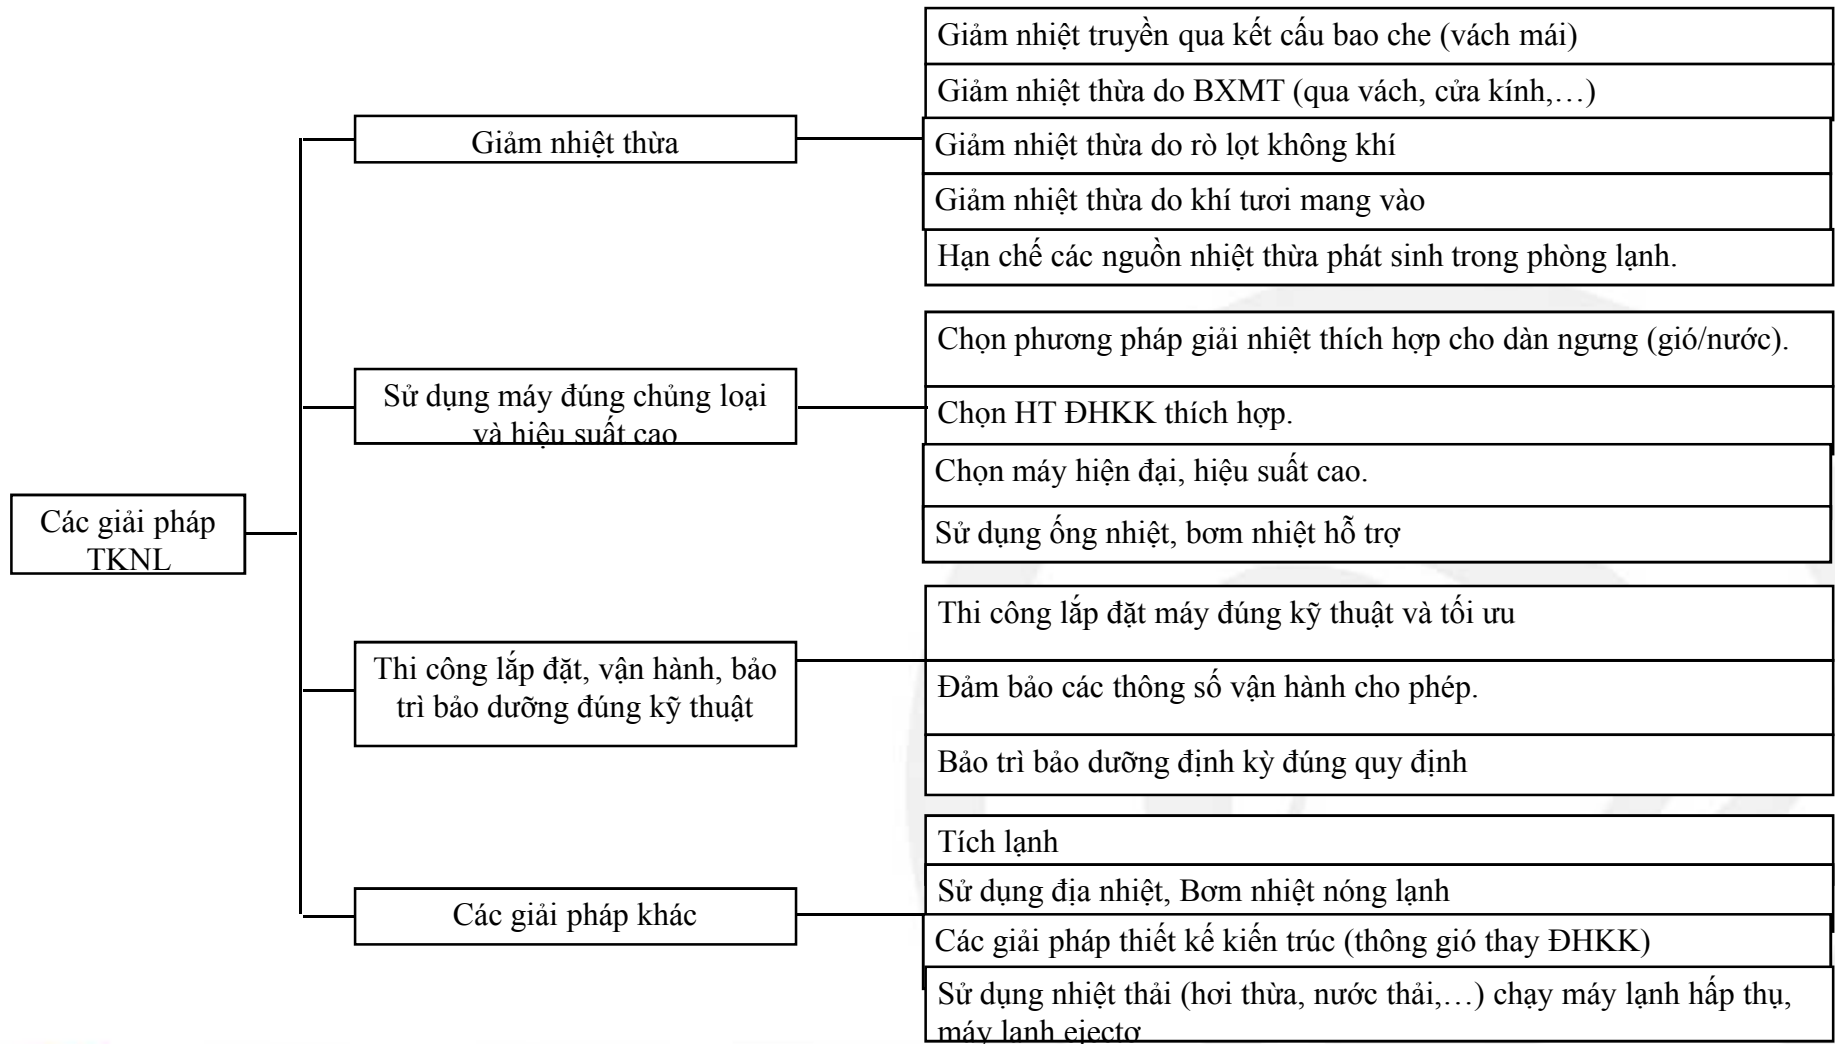 Các giải pháp
TKNL
Giảm nhiệt thừa
Giảm nhiệt truyền qua kết cấu bao che (vách mái)
Giảm nhiệt thừa do BXMT (qua vách, cửa kính,…)
Giảm nhiệt thừa do rò lọt không khí
Giảm nhiệt thừa do khí tươi mang vào
Hạn chế các nguồn nhiệt thừa phát sinh trong phòng lạnh.
Sử dụng máy đúng chủng loại
và hiệu suất cao
Chọn phương pháp giải nhiệt thích hợp cho dàn ngưng (gió/nước).
Chọn HT ĐHKK thích hợp.
Chọn máy hiện đại, hiệu suất cao.
Sử dụng ống nhiệt, bơm nhiệt hỗ trợ
Thi công lắp đặt, vận hành, bảo
trì bảo dưỡng đúng kỹ thuật
Thi công lắp đặt máy đúng kỹ thuật và tối ưu
Đảm bảo các thông số vận hành cho phép.
Bảo trì bảo dưỡng định kỳ đúng quy định
Các giải pháp khác
Tích lạnh
Sử dụng địa nhiệt, Bơm nhiệt nóng lạnh
Các giải pháp thiết kế kiến trúc (thông gió thay ĐHKK)
Sử dụng nhiệt thải (hơi thừa, nước thải,…) chạy máy lạnh hấp thụ,
máy lạnh ejectơ